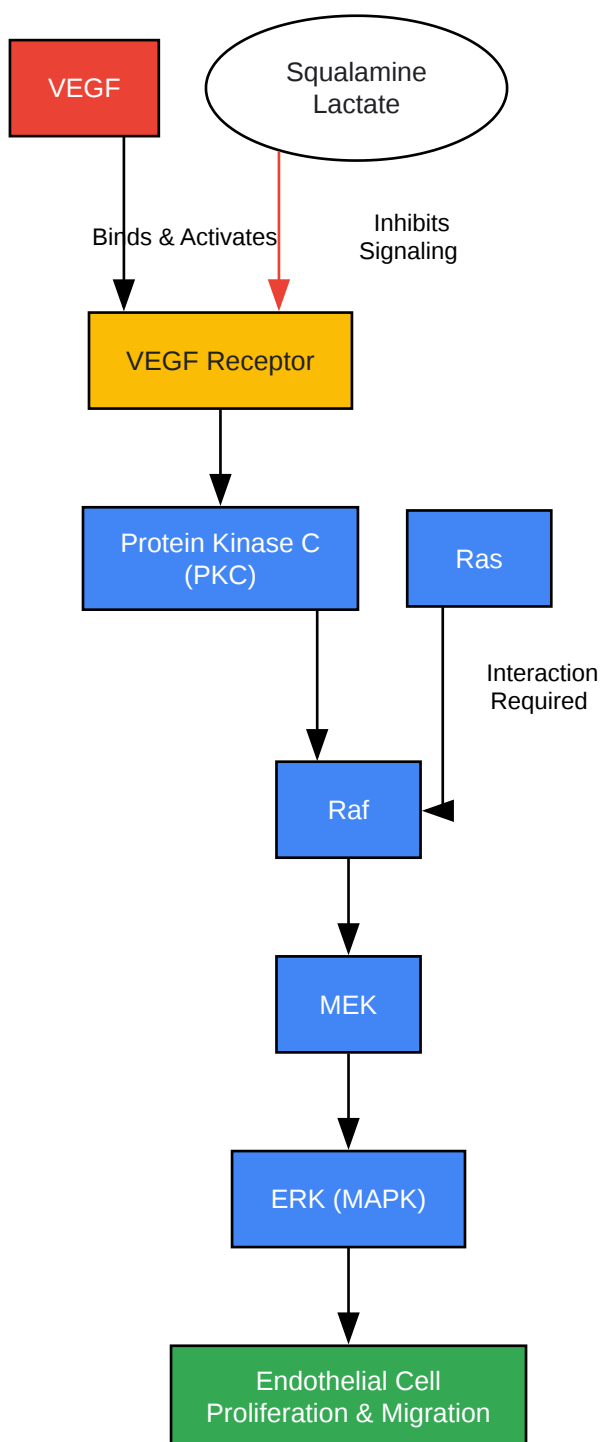 VEGF
Squalamine
Lactate
Binds & Activates
Inhibits
Signaling
VEGF Receptor
Protein Kinase C
(PKC)
Ras
Interaction
Required
Raf
MEK
ERK (MAPK)
Endothelial Cell
Proliferation & Migration